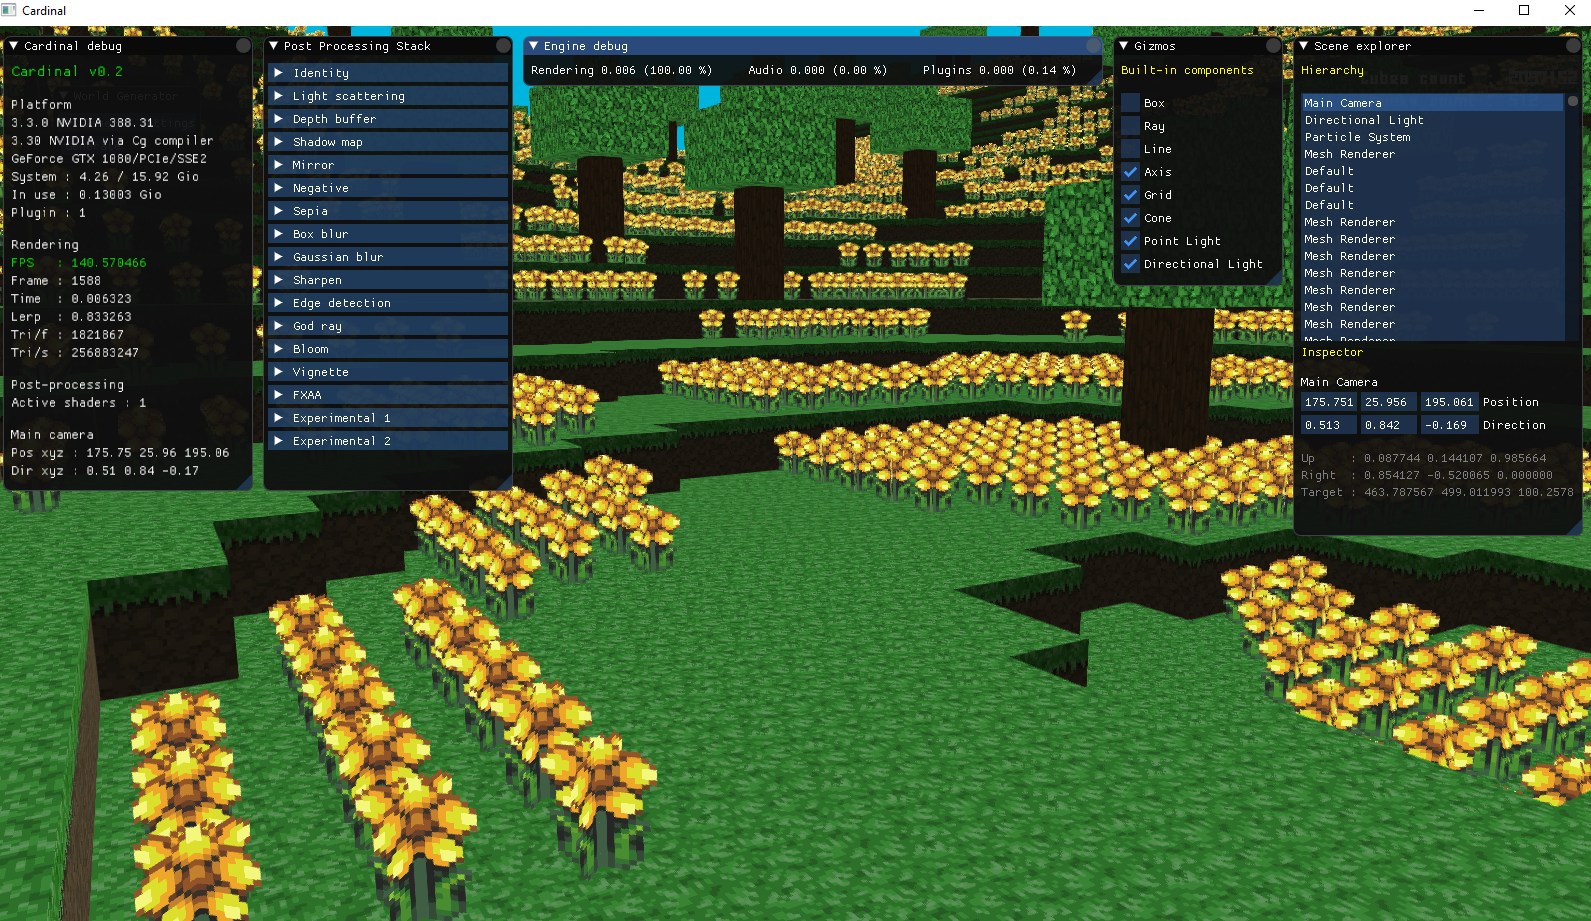 Cardinal
Cardinal debug
Cardinal v0.2
World Generator
Platform
3.3.0 NVIDIA 388.31
3.30 NVIDIA via Cg compiler
GeForce GTX 1080/PCIe/SSE2
System : 4.26 / 15.92 Gio
In use : 0.13003 Gio
Plugin : 1
Rendering
FPS : 140.570466
Frame : 1588
Time : 0.006323
Lerp : 0.833263
Tri/f : 1821867
Tri/s : 256883247
Post-processing
Active shaders : 1
Main camera
Pos xyz : 175.75 25.96 195.06
Dir xyz : 0.51 0.84 -0.17
Post Processing Stack
Identity
Light scattering
Depth buffer
Shadow map
Mirror
Negative
Sepia
Box blur
Gaussian blur
Sharpen
Edge detection
God ray
Bloom
Vignette
FXAA
Experimental 1
Experimental 2
Engine debug
Rendering 0.006 (100.00 %) Audio 0.000 (0.00 %) Plugins 0.000 (0.14 %)
Gizmos
Built-in components
Box
Ray
Line
Axis
Grid
Cone
Point Light
Directional Light
Scene explorer
Hierarchy
Main Camera
Directional Light
Particle System
Mesh Renderer
Default
Default
Default
Mesh Renderer
Mesh Renderer
Mesh Renderer
Mesh Renderer
Mesh Renderer
Mesh Renderer
Mesh Renderer
Mesh Renderer
Inspector
Main Camera
175.751 25.956 195.061 Position
0.513 0.842 -0.169 Direction
Up : 0.087744 0.144107 0.985664
Right : 0.854127 -0.520065 0.000000
Target : 463.787567 499.011993 100.2578